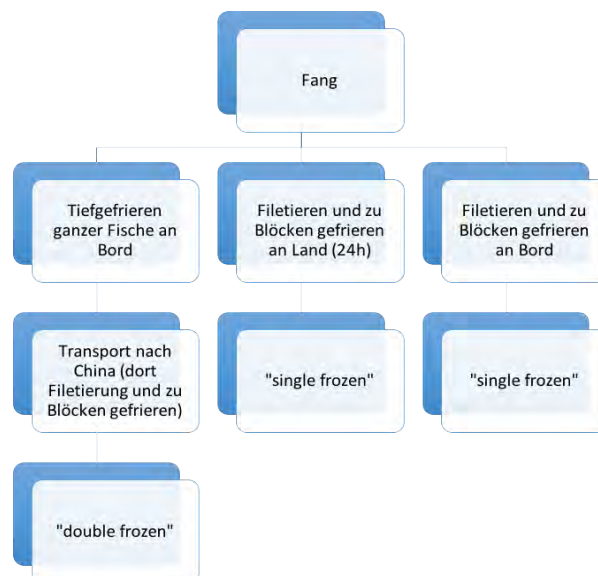 Fang
Tiefgefrieren
ganzer Fische an
Bord
Filetieren und zu
Blöcken gefrieren
an Land (24h)
Filetieren und zu
Blöcken gefrieren
an Bord
Transport nach
China (dort
Filetierung und zu
Blöcken gefrieren)
"single frozen"
"single frozen"
"double frozen"